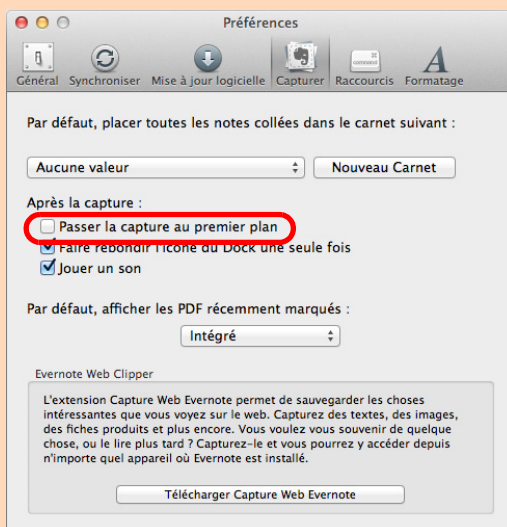 Préférences
Général Synchroniser Mise à jour logicielle Capturer Raccourcis Formatage
Par défaut, placer toutes les notes collées dans le carnet suivant :
Aucune valeur Nouveau Carnet
Après la capture :
Passer la capture au premier plan
Faire rebondir l'icône du Dock une seule fois
Jouer un son
Par défaut, afficher les PDF récemment marqués :
Intégré
Evernote Web Clipper
L'extension Capture Web Evernote permet de sauvegarder les choses
intéressantes que vous voyez sur le web. Capturez des textes, des images,
des fiches produits et plus encore. Vous voulez vous souvenir de quelque
chose, ou le lire plus tard ? Capturez-le et vous pourrez y accéder depuis
n'importe quel appareil où Evernote est installé.
Télécharger Capture Web Evernote